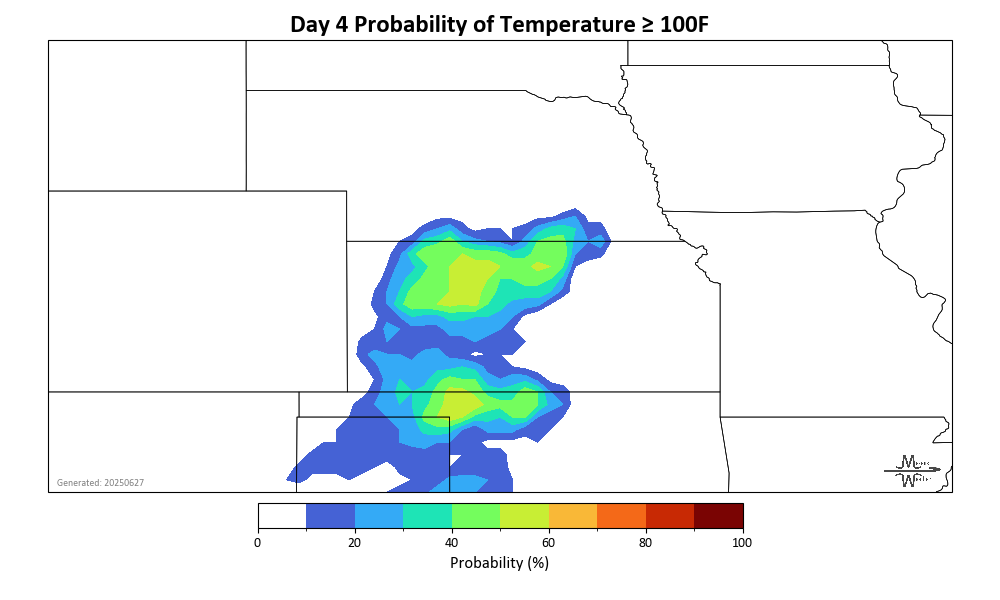 Day 4 Probability of Temperature ≥ 100F
Generated: 20250627
0 20 40 60 80 100
Probability (%)